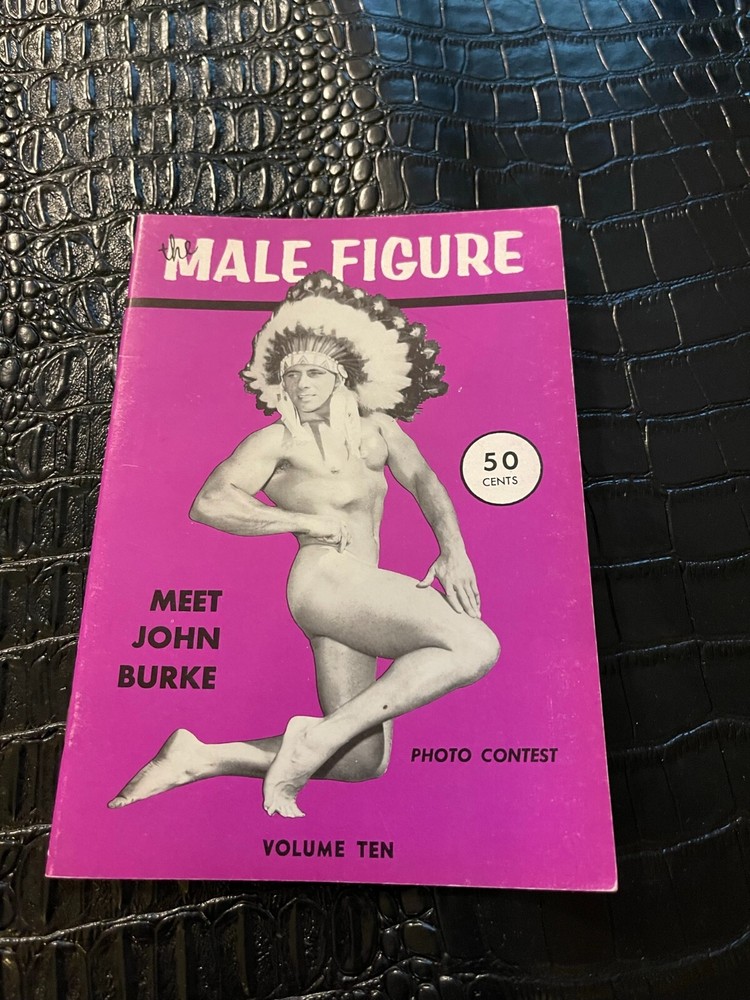 the
MALE FIGURE
50
CENTS
MEET
JOHN
BURKE
PHOTO CONTEST
VOLUME TEN